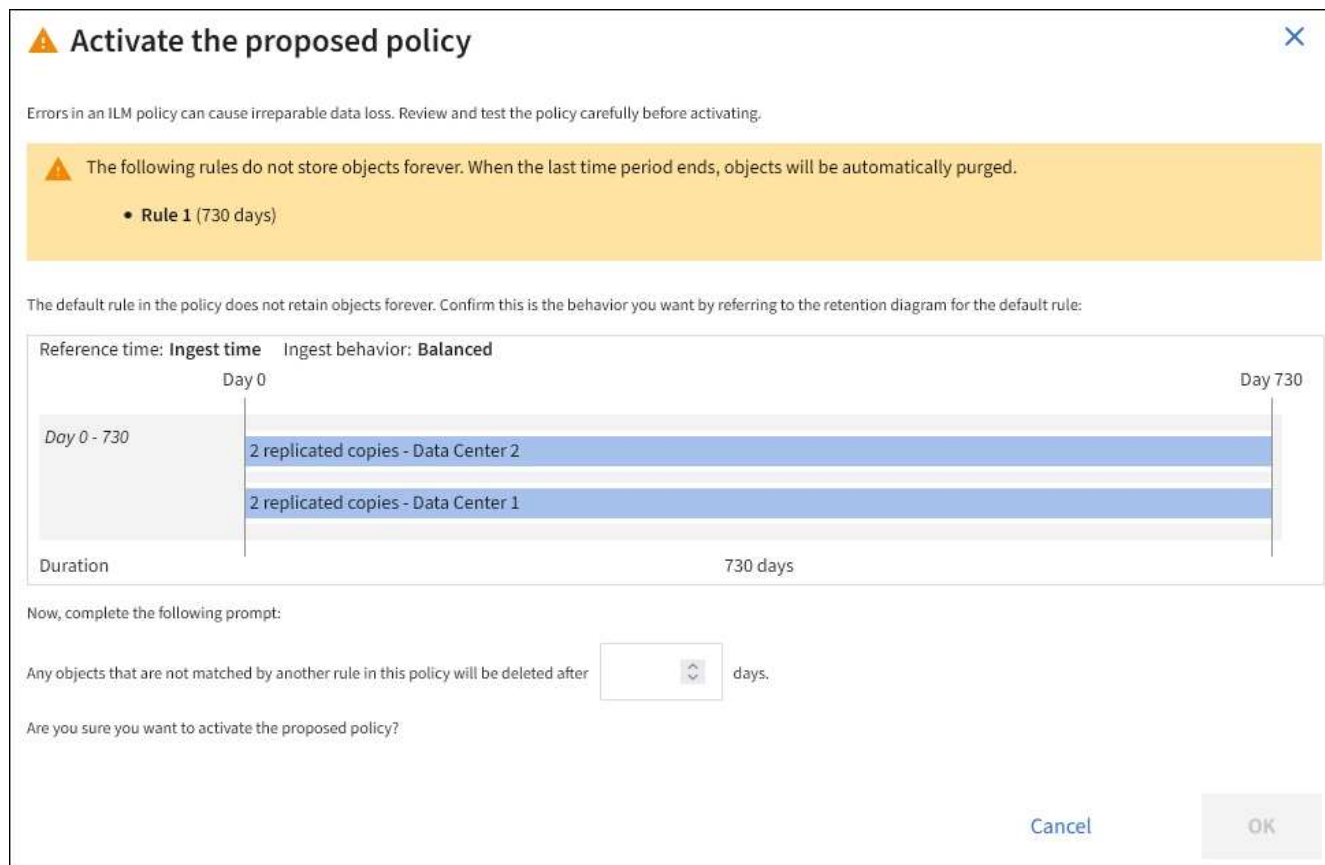 Activate the proposed policy
Errors in an ILM policy can cause irreparable data loss. Review and test the policy carefully before activating.
The following rules do not store objects forever. When the last time period ends, objects will be automatically purged.
• Rule 1 (730 days)
The default rule in the policy does not retain objects forever. Confirm this is the behavior you want by referring to the retention diagram for the default rule:
Reference time: Ingest time Ingest behavior: Balanced
Day 0 Day 730
Day 0 - 730
2 replicated copies - Data Center 2
2 replicated copies - Data Center 1
Duration 730 days
Now, complete the following prompt:
Any objects that are not matched by another rule in this policy will be deleted after days.
Are you sure you want to activate the proposed policy?
Cancel OK